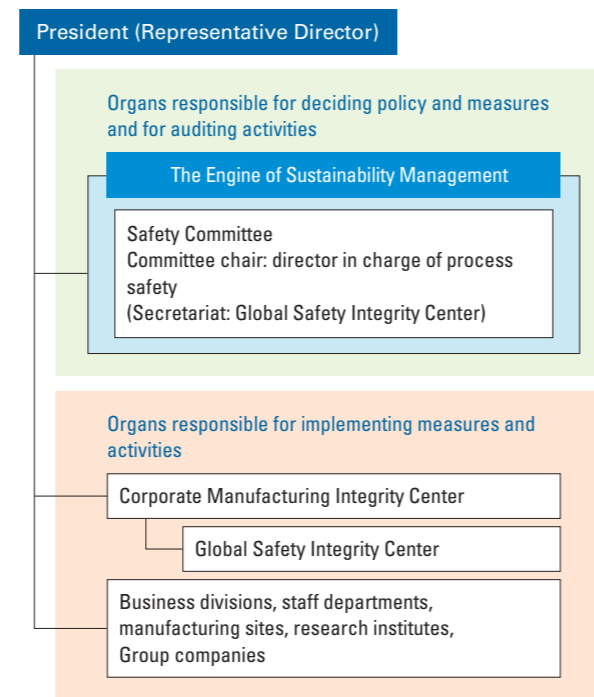 President (Representative Director)
Organs responsible for deciding policy and measures
and for auditing activities
The Engine of Sustainability Management
Safety Committee
Committee chair: director in charge of process
safety
(Secretariat: Global Safety Integrity Center)
Organs responsible for implementing measures and
activities
Corporate Manufacturing Integrity Center
Global Safety Integrity Center
Business divisions, staff departments,
manufacturing sites, research institutes,
Group companies